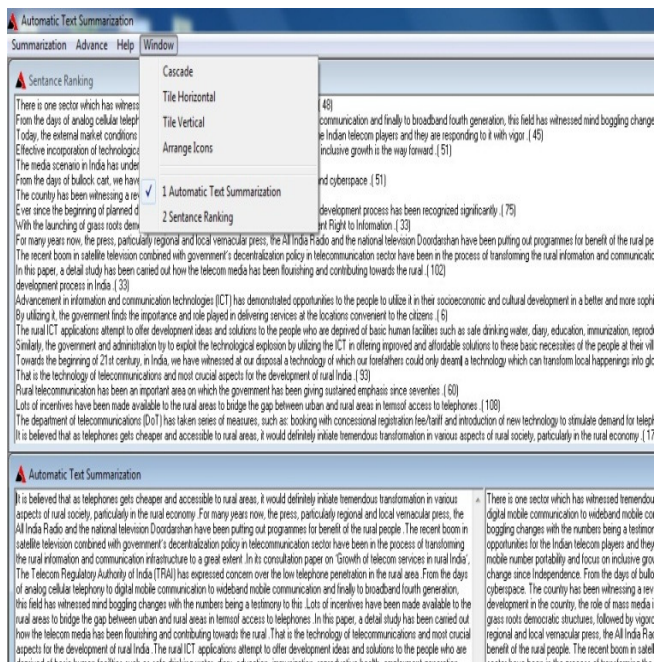 Automatic Text Summarization
Summarization Advance Help Window
Sentance Ranking
Cascade
Tile Horizontal
Tile Vertical
Arrange Icons
✓ 1 Automatic Text Summarization
2 Sentance Ranking
There is one sector which has witness ( 48)
From the days of analog cellular teleph communication and finally to broadband fourth generation, this field has witnessed mind boggling change
Today, the external market conditions e Indian telecom players and they are responding to it with vigor .( 45)
Effective incorporation of technologica inclusive growth is the way forward .( 51)
The media scenario in India has under
From the days of bullock cart, we have nd cyberspace .( 51)
The country has been witnessing a rev
Ever since the beginning of planned d development process has been recognized significantly .( 75)
With the launching of grass roots dem ent Right to Information .( 33)
For many years now, the press, particularly regional and local vernacular press, the All India Radio and the national television Doordarshan have been putting out programmes for benefit of the rural pe
The recent boom in satellite television combined with government's decentralization policy in telecommunication sector have been in the process of transforming the rural information and communicatic
In this paper, a detail study has been carried out how the telecom media has been flourishing and contributing towards the rural .( 102)
development process in India .( 33)
Advancement in information and communication technologies (ICT) has demonstrated opportunities to the people to utilize it in their socioeconomic and cultural development in a better and more sophi
By utilizing it, the government finds the importance and role played in delivering services at the locations convenient to the citizens .( 6)
The rural ICT applications attempt to offer development ideas and solutions to the people who are deprived of basic human facilities such as safe drinking water, diary, education, immunization, reprod
Similarly, the government and administration try to exploit the technological explosion by utilizing the ICT in offering improved and affordable solutions to these basic necessities of the people at their vill
Towards the beginning of 21st century, in India, we have witnessed at our disposal a technology of which our forefathers could only dream| a technology which can transform local happenings into glo
That is the technology of telecommunications and most crucial aspects for the development of rural India .( 93)
Rural telecommunication has been an important area on which the government has been giving sustained emphasis since seventies .( 60)
Lots of incentives have been made available to the rural areas to bridge the gap between urban and rural areas in termsof access to telephones .( 108)
The department of telecommunications (DoT) has taken series of measures, such as: booking with concessional registration fee/tariff and introduction of new technology to stimulate demand for teleph
It is believed that as telephones gets cheaper and accessible to rural areas, it would definitely initiate tremendous transformation in various aspects of rural society, particularly in the rural economy .( 17
Automatic Text Summarization
It is believed that as telephones gets cheaper and accessible to rural areas, it would definitely initiate tremendous transformation in various
aspects of rural society, particularly in the rural economy .For many years now, the press, particularly regional and local vernacular press, the
All India Radio and the national television Doordarshan have been putting out programmes for benefit of the rural people .The recent boom in
satellite television combined with government's decentralization policy in telecommunication sector have been in the process of transforming
the rural information and communication infrastructure to a great extent .In its consultation paper on 'Growth of telecom services in rural India',
The Telecom Regulatory Authority of India (TRAI) has expressed concern over the low telephone penetration in the rural area .From the days
of analog cellular telephony to digital mobile communication to wideband mobile communication and finally to broadband fourth generation,
this field has witnessed mind boggling changes with the numbers being a testimony to this .Lots of incentives have been made available to the
rural areas to bridge the gap between urban and rural areas in termsof access to telephones .In this paper, a detail study has been carried out
how the telecom media has been flourishing and contributing towards the rural .That is the technology of telecommunications and most crucial
aspects for the development of rural India .The rural ICT applications attempt to offer development ideas and solutions to the people who are
There is one sector which has witnessed tremendou
digital mobile communication to wideband mobile cor
boggling changes with the numbers being a testimor
opportunities for the Indian telecom players and they
mobile number portability and focus on inclusive grov
change since Independence. From the days of bullo
cyberspace. The country has been witnessing a rev
development in the country, the role of mass media i
grass roots democratic structures, followed by vigoro
regional and local vernacular press, the All India Rac
benefit of the rural people. The recent boom in satell